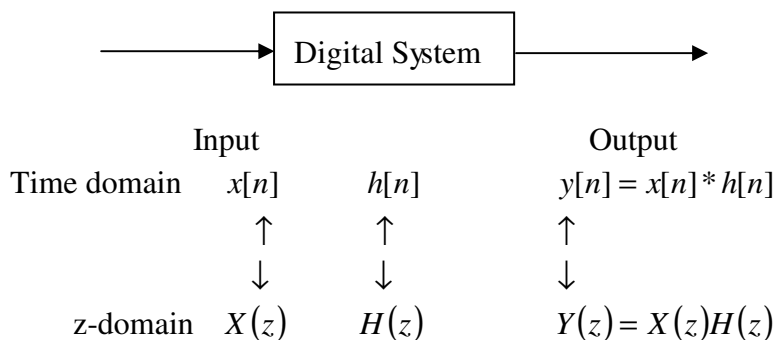 Digital System
Input Output
Time domain x[n] h[n] y[n] = x[n] * h[n]
↑ ↑ ↑
↓ ↓ ↓
z-domain X(z) H(z) Y(z) = X(z)H(z)